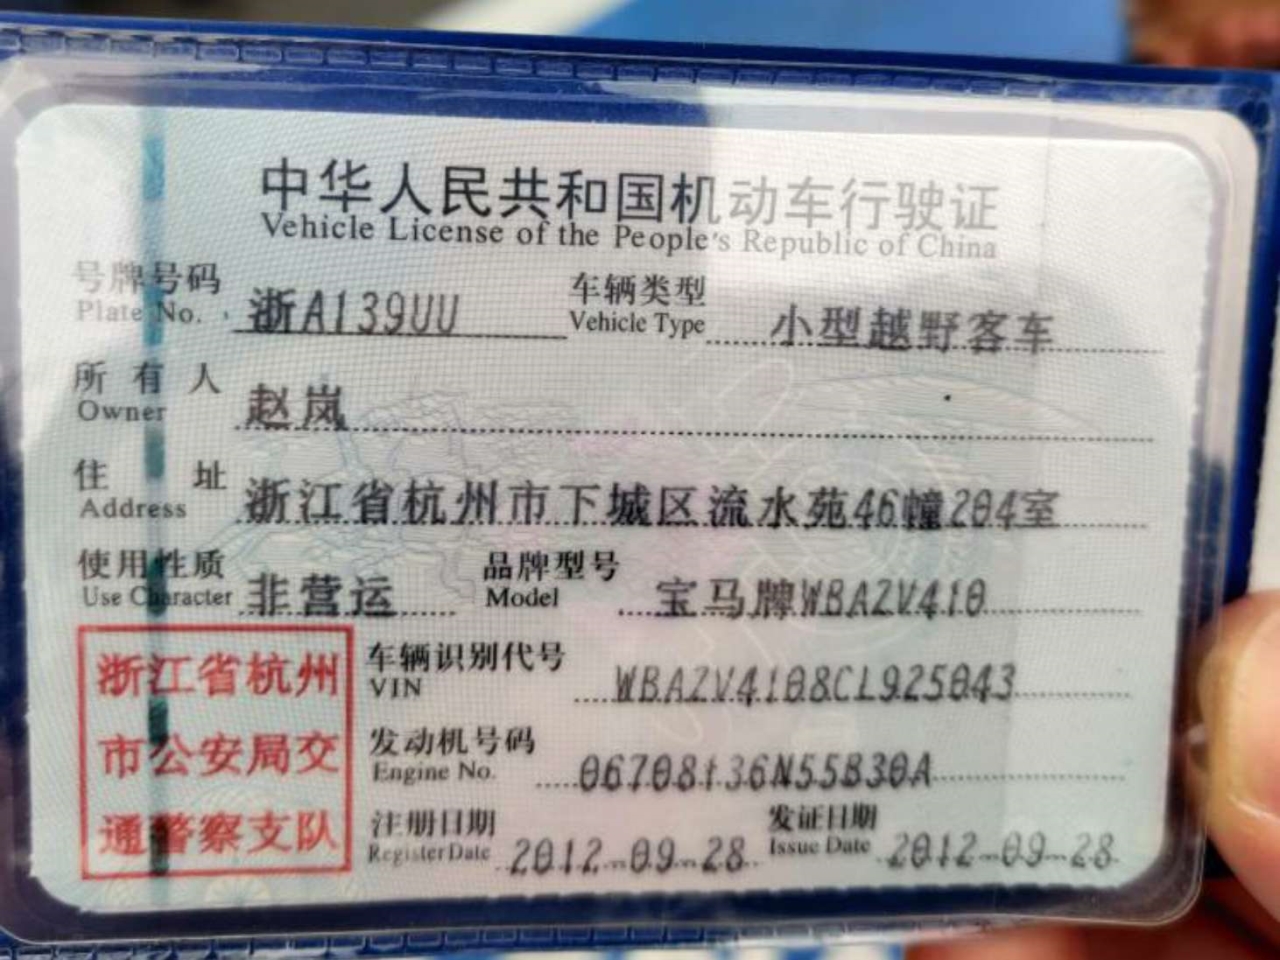 中华人民共和国机动车行驶证
Vehicle License of the People's Republic of China
号牌号码 浙A139UU 车辆类型 小型越野客车
Plate No. Vehicle Type
所有人 赵岚
Owner
住址 浙江省杭州市下城区流水苑46幢204室
Address
使用性质 非营运 品牌型号 宝马牌WBAZV410
Use Character Model
浙江省杭州
市公安局交
通警察支队
车辆识别代号 WBAZV4108CL925043
VIN
发动机号码 06708136N55B30A
Engine No.
注册日期 2012-09-28 发证日期 2012-09-28
Register Date Issue Date